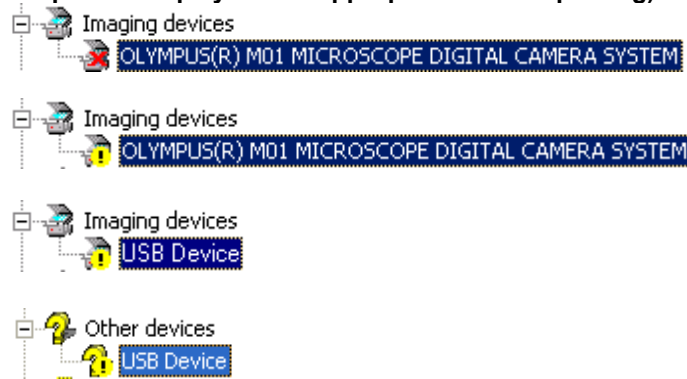 Imaging devices
OLYMPUS(R) M01 MICROSCOPE DIGITAL CAMERA SYSTEM
Imaging devices
OLYMPUS(R) M01 MICROSCOPE DIGITAL CAMERA SYSTEM
Imaging devices
USB Device
Other devices
USB Device